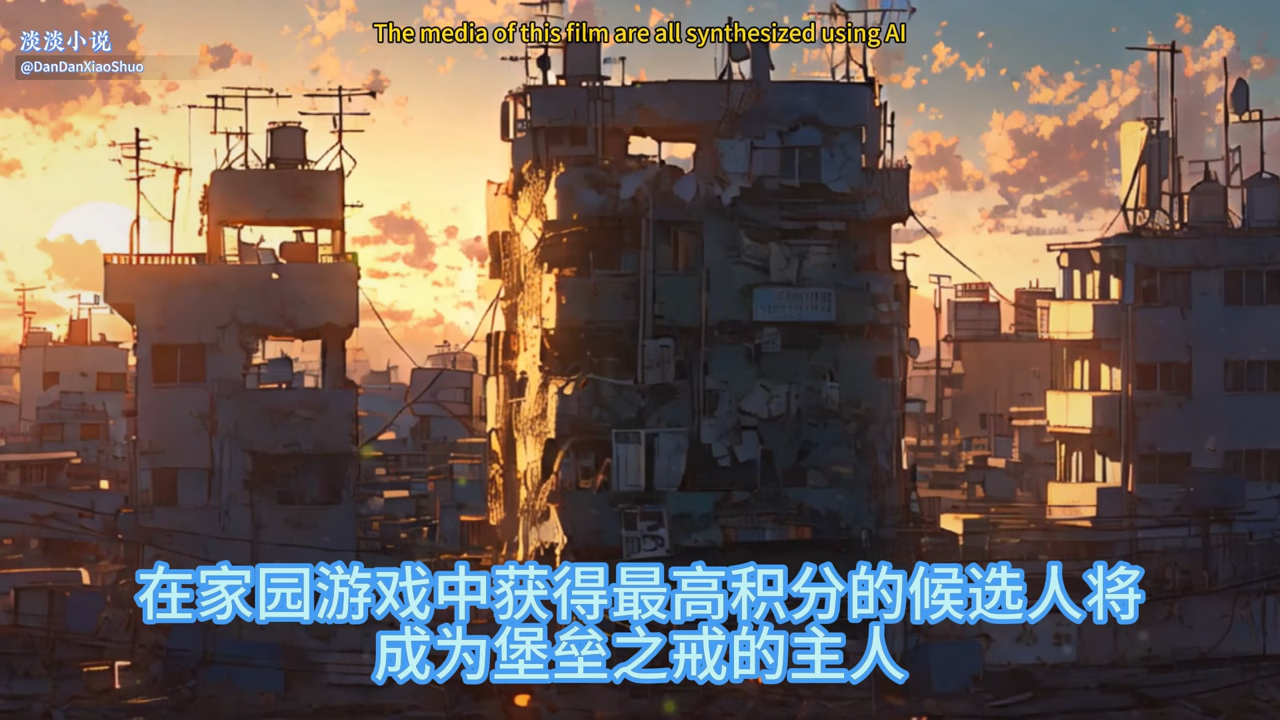 The media of this film are all synthesized using AI
淡淡小说
@DanDanXiaoShuo
在家园游戏中获得最高积分的候选人将
成为堡垒之戒的主人